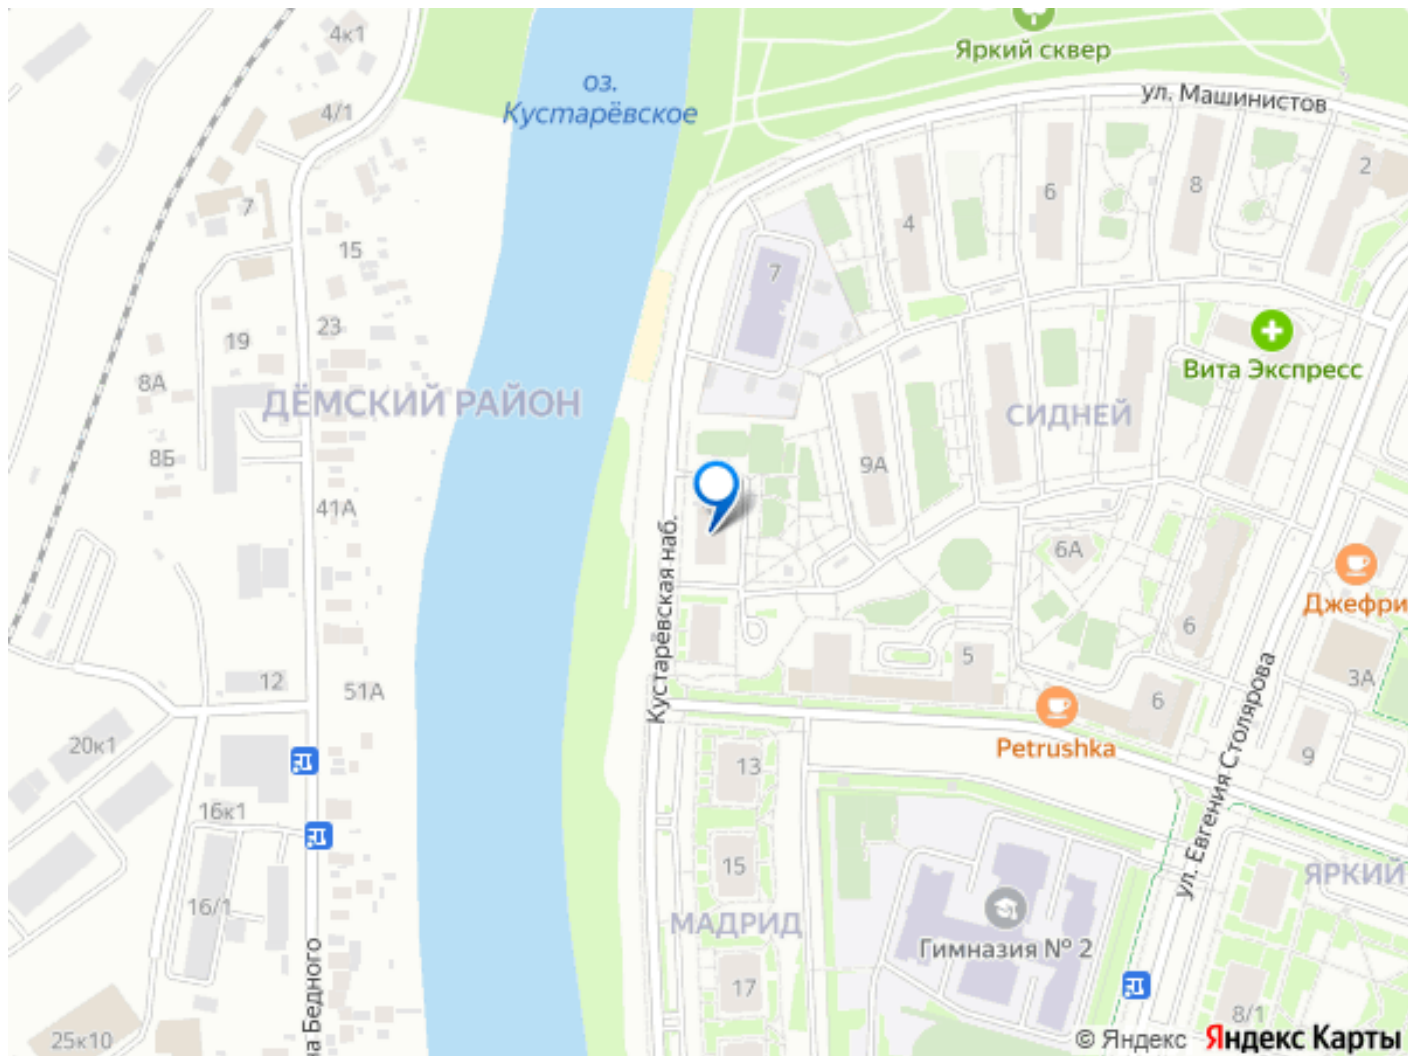 4к1
Яркий сквер
оз.
Кустарёвское
ул. Машинистов
4/1
2
8
6
4
7
15
7
23
19
Вита Экспресс
8А
ДЁМСКИЙ РАЙОН
СИДНЕЙ
8Б
9А
41А
Кустарёвская наб.
6А
Джефри
6
5
12
51А
3А
6
20к1
Petrushka
9
13
ул. Евгения Столярова
16к1
15
ЯРКИЙ
16/1
МАДРИД
Гимназия № 2
17
на Бедного
8/1
25к10
© Яндекс Яндекс Карты